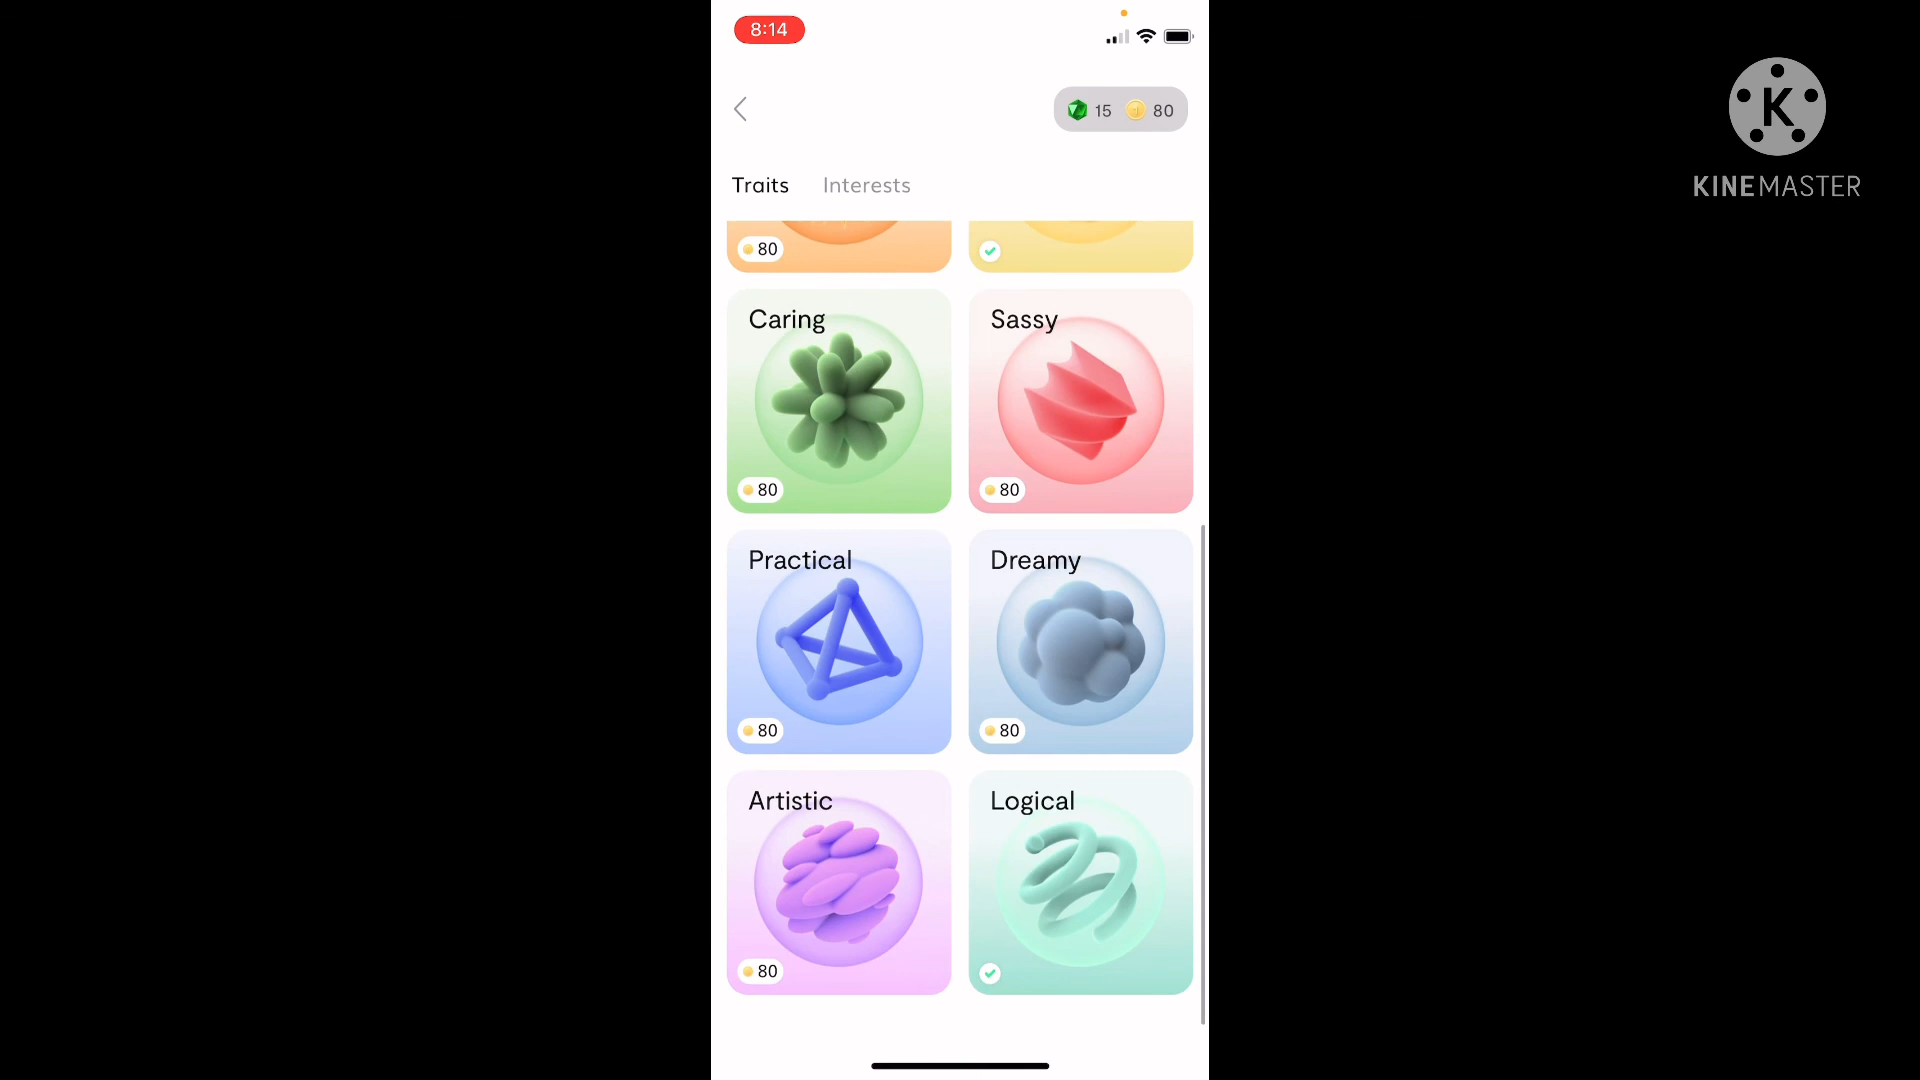 8:14
15 80
Traits Interests
80
Caring Sassy
80 80
Practical Dreamy
80 80
Artistic Logical
80
K
KINEMASTER